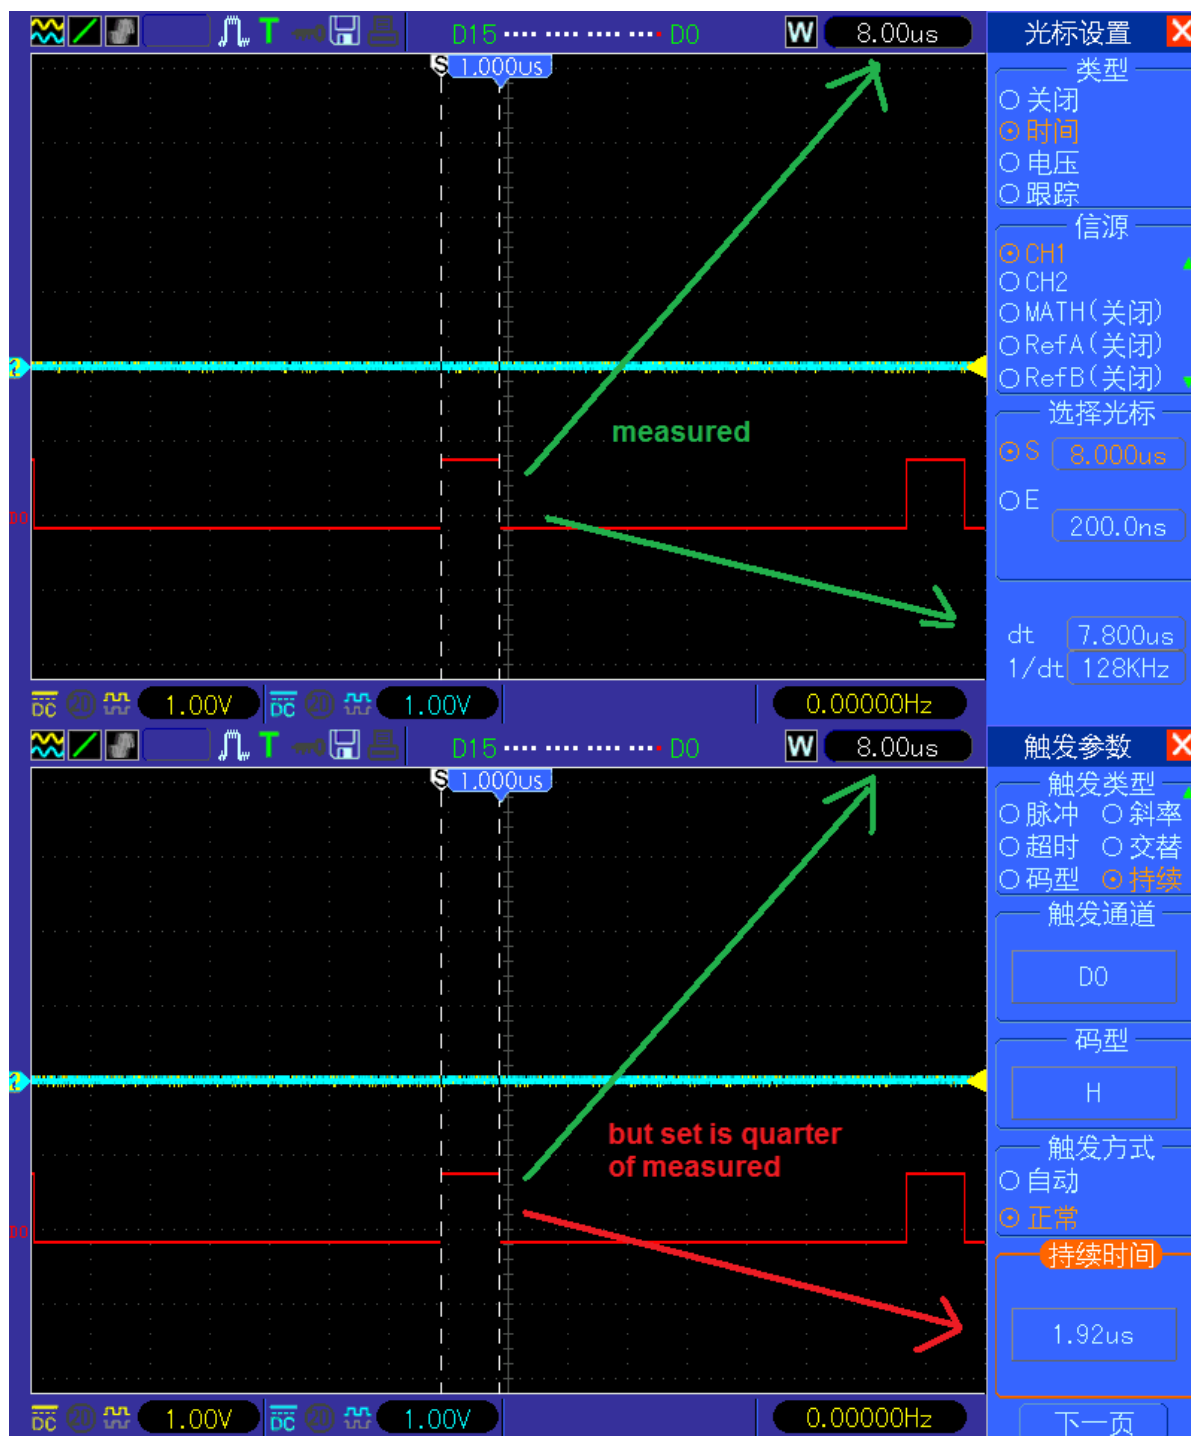 T
D15 ···· ···· ···· ···· D0
W 8.00us
光标设置 X
S 1.000us
类型
关闭
时间
电压
跟踪
信源
CH1
CH2
MATH(关闭)
RefA(关闭)
RefB(关闭)
measured
选择光标
S 8.000us
E
200.0ns
D0
dt 7.800us
1/dt 128KHz
DC 20 1.00V DC 20 1.00V 0.00000Hz
T
D15 ···· ···· ···· ···· D0
W 8.00us
触发参数 X
S 1.000us
触发类型
脉冲 斜率
超时 交替
码型 持续
触发通道
D0
码型
H
but set is quarter
of measured
触发方式
自动
正常
D0
持续时间
1.92us
DC 20 1.00V DC 20 1.00V 0.00000Hz
下一页